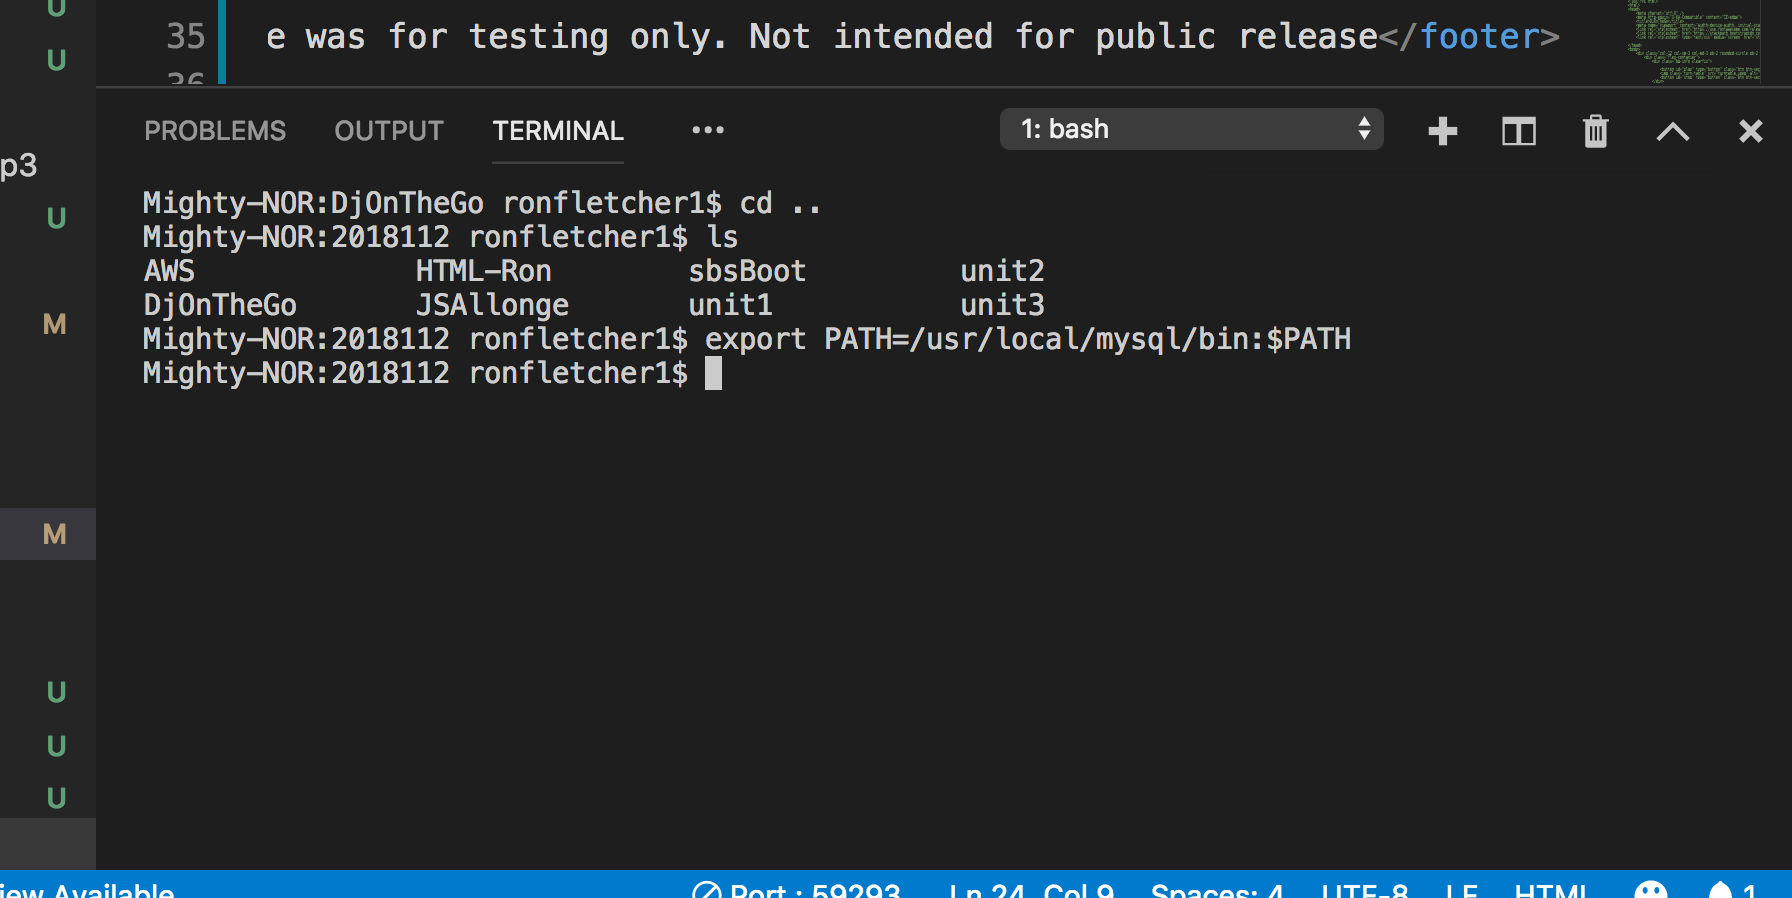 U
35 e was for testing only. Not intended for public release</footer>
U
36
PROBLEMS OUTPUT TERMINAL ••• 1: bash
p3
U
Mighty-NOR:DjOnTheGo ronfletcher1$ cd ..
Mighty-NOR:2018112 ronfletcher1$ ls
AWS HTML-Ron sbsBoot unit2
DjOnTheGo JSAllonge unit1 unit3
M
Mighty-NOR:2018112 ronfletcher1$ export PATH=/usr/local/mysql/bin:$PATH
Mighty-NOR:2018112 ronfletcher1$
M
U
U
U
iew Available Port : 59293 Ln 24, Col 9 Spaces: 4 UTF-8 LF HTML 1